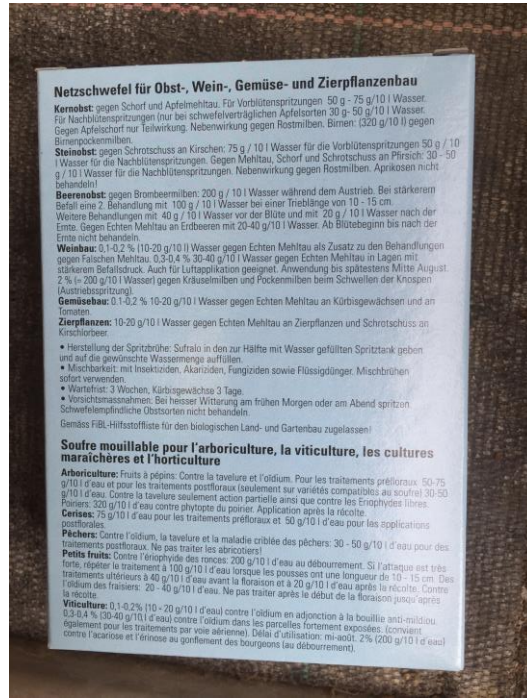 Netzschwefel für Obst-, Wein-, Gemüse- und Zierpflanzenbau
Kernobst: gegen Schorf und Apfelmehltau. Für Vorblütenspritzungen 50 g - 75 g/10 l Wasser.
Für Nachblütenspritzungen (nur bei schwefelverträglichen Apfelsorten 30 g- 50 g/10 l Wasser.
Gegen Apfelschorf nur Teilwirkung. Nebenwirkung gegen Rostmilben. Birnen: (320 g/10 l) gegen
Birnenpockenmilben.
Steinobst: gegen Schrotschuss an Kirschen: 75 g / 10 l Wasser für die Vorblütenspritzungen 50 g / 10
l Wasser für die Nachblütenspritzungen. Gegen Mehltau, Schorf und Schrotschuss an Pfirsich: 30 - 50
g / 10 l Wasser für Nachblütenspritzungen. Nebenwirkung gegen Rostmilben. Aprikosen nicht
behandeln!
Beerenobst: gegen Brombeermilben: 200 g / 10 l Wasser während dem Austrieb. Bei stärkerem
Befall eine 2. Behandlung mit 100 g / 10 l Wasser bei einer Trieblänge von 10 - 15 cm.
Weitere Behandlungen mit 40 g / 10 l Wasser vor der Blüte und mit 20 g / 10 l Wasser nach der
Ernte. Gegen Echten Mehltau an Erdbeeren mit 20-40 g/10 l Wasser. Ab Blütebeginn bis nach der
Ernte nicht behandeln.
Weinbau: 0,1-0,2 % (10-20 g/10 l) Wasser gegen Echten Mehltau als Zusatz zu den Behandlungen
gegen Falschen Mehltau. 0,3-0,4 % 30-40 g/10 l Wasser gegen Echten Mehltau in Lagen mit
stärkerem Befallsdruck. Auch für Luftapplikation geeignet. Anwendung bis spätestens Mitte August.
2 % (= 200 g/10 l Wasser) gegen Kräuselmilben und Pockenmilben beim Schwellen der Knospen
(Austriebsspritzung).
Gemüsebau: 0.1-0,2 % 10-20 g/10 l Wasser gegen Echten Mehltau an Kürbisgewächsen und an
Tomaten.
Zierpflanzen: 10-20 g/10 l Wasser gegen Echten Mehltau an Zierpflanzen und Schrotschuss an
Kirschlorbeer.
• Herstellung der Spritzbrühe: Sufralo in den zur Hälfte mit Wasser gefüllten Spritztank geben
und auf die gewünschte Wassermenge auffüllen.
• Mischbarkeit: mit Insektiziden, Akariziden, Fungiziden sowie Flüssigdünger. Mischbrühen
sofort verwenden.
• Wartefrist: 3 Wochen, Kürbisgewächse 3 Tage.
• Vorsichtsmassnahmen: Bei heisser Witterung am frühen Morgen oder am Abend spritzen.
Schwefelempfindliche Obstsorten nicht behandeln.
Gemäss FiBL-Hilfsstoffliste für den biologischen Land- und Gartenbau zugelassen!
Soufre mouillable pour l'arboriculture, la viticulture, les cultures
maraîchères et l'horticulture
Arboriculture: Fruits à pépins: Contre la tavelure et l'oïdium. Pour les traitements préfloraux 50-75
g/10 l d'eau et pour les traitements postfloraux (seulement sur variétés compatibles au soufre) 30-50
g/10 l d'eau. Contre la tavelure seulement action partielle ainsi que contre les Eriophydes libres.
Poiriers: 320 g/10 l d'eau contre phytopte du poirier. Application après la récolte.
Cerises: 75 g/10 l d'eau pour les traitements préfloraux et 50 g/10 l d'eau pour les applications
postflorales.
Pêchers: Contre l'oïdium, la tavelure et la maladie criblée des pêchers: 30 - 50 g/10 l d'eau pour des
traitements postfloraux. Ne pas traiter les abricotiers!
Petits fruits: Contre l'ériophyide des ronces: 200 g/10 l d'eau au débourrement. Si l'attaque est très
forte, répéter le traitement à 100 g/10 l d'eau lorsque les pousses ont une longueur de 10 - 15 cm. Des
traitements ultérieurs à 40 g/10 l d'eau avant la floraison et à 20 g/10 l d'eau après la récolte. Contre
l'oïdium des fraisiers: 20 - 40 g/10 l d'eau. Ne pas traiter après le début de la floraison jusqu'après
la récolte.
Viticulture: 0,1-0,2% (10 - 20 g/10 l d'eau) contre l'oïdium en adjonction à la bouillie anti-mildiou.
0,3-0,4 % (30-40 g/10 l d'eau) contre l'oïdium dans les parcelles fortement exposées. (convient
également pour les traitements par voie aérienne). Délai d'utilisation: mi-août. 2% (200 g/10 l d'eau)
contre l'acariose et l'érinose au gonflement des bourgeons (au débourrement).